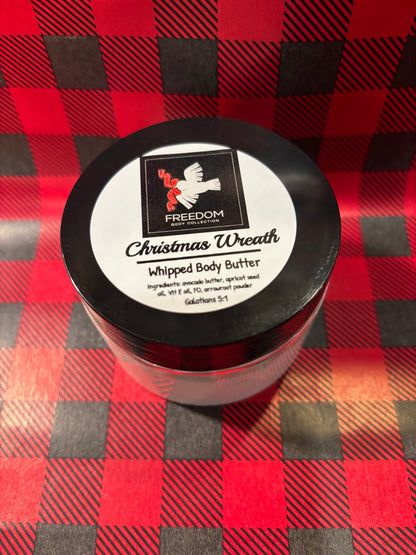 FREEDOM
BODY COLLECTION
Christmas Wreath
Whipped Body Butter
Ingredients: avocado butter, apricot seed
oil, Vit E oil, FO, arrowroot powder
Galatians 5:1